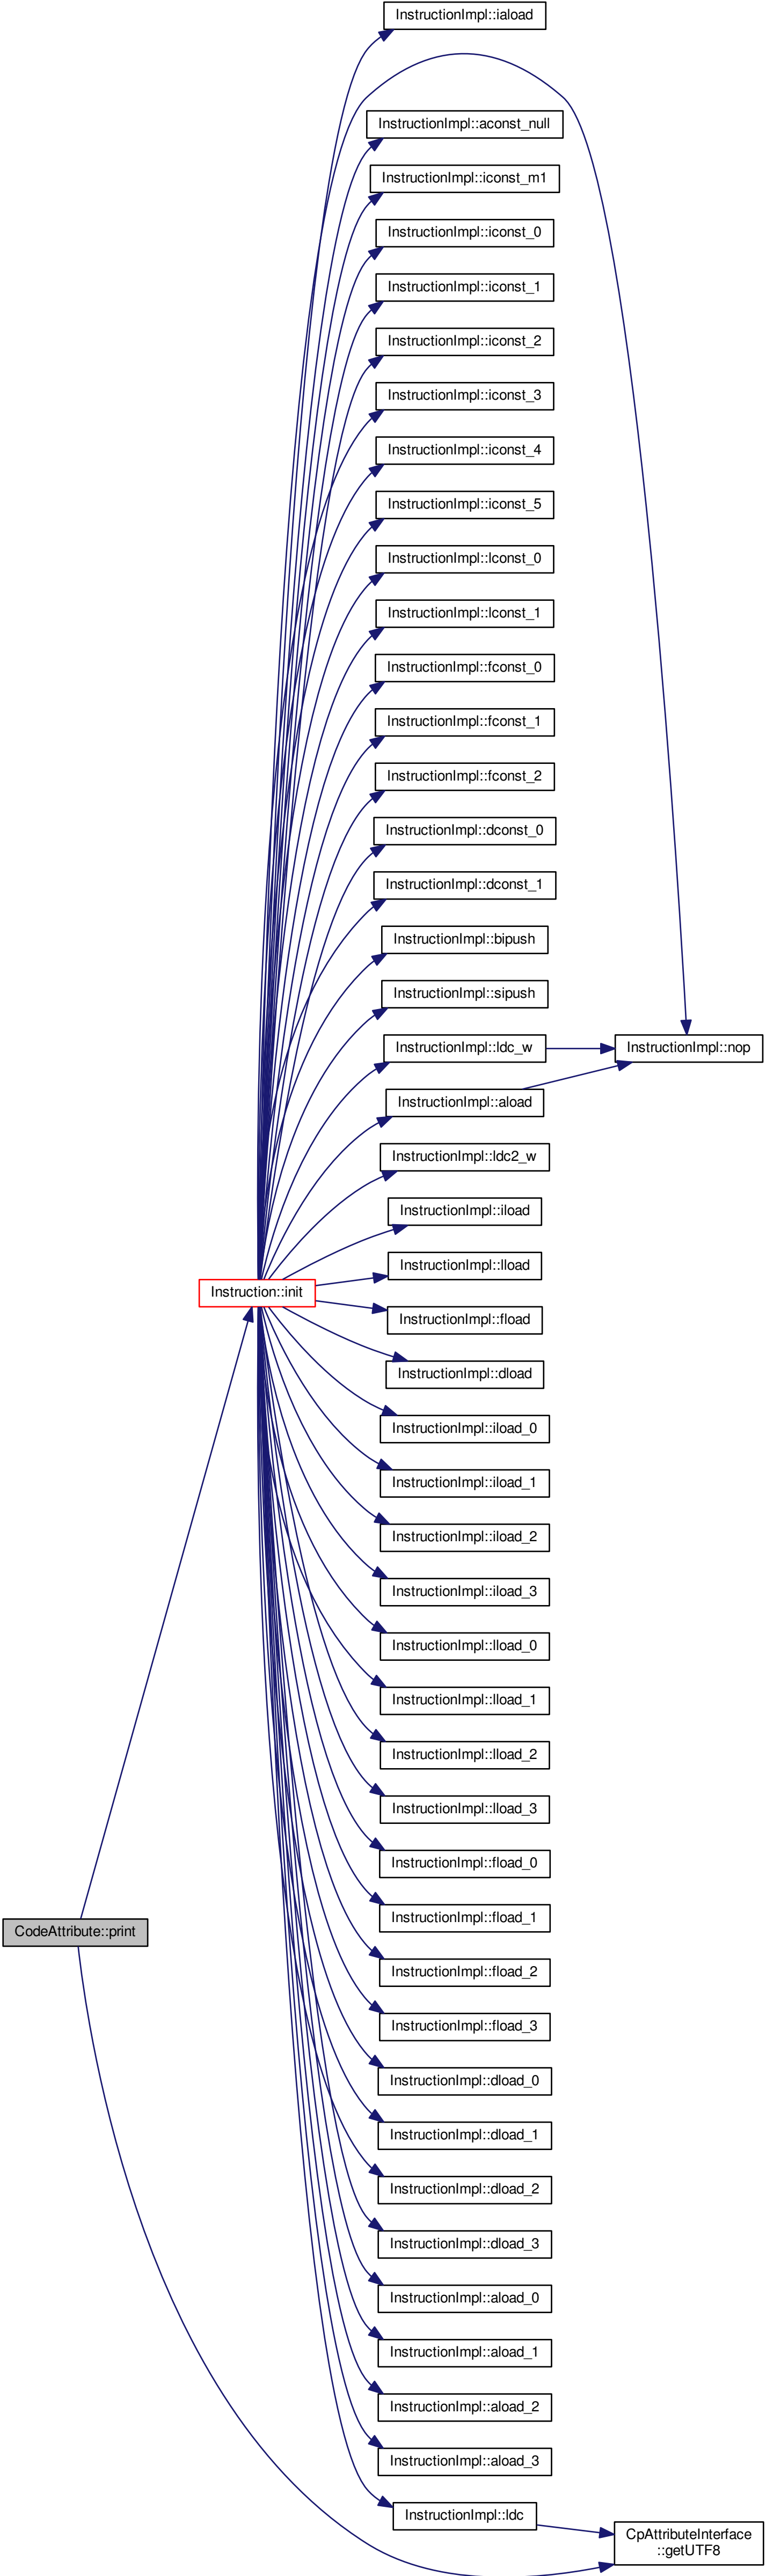 InstructionImpl::iaload
InstructionImpl::aconst_null
InstructionImpl::iconst_m1
InstructionImpl::iconst_0
InstructionImpl::iconst_1
InstructionImpl::iconst_2
InstructionImpl::iconst_3
InstructionImpl::iconst_4
InstructionImpl::iconst_5
InstructionImpl::lconst_0
InstructionImpl::lconst_1
InstructionImpl::fconst_0
InstructionImpl::fconst_1
InstructionImpl::fconst_2
InstructionImpl::dconst_0
InstructionImpl::dconst_1
InstructionImpl::bipush
InstructionImpl::sipush
InstructionImpl::ldc_w
InstructionImpl::nop
InstructionImpl::aload
InstructionImpl::ldc2_w
InstructionImpl::iload
InstructionImpl::lload
Instruction::init
InstructionImpl::fload
InstructionImpl::dload
InstructionImpl::iload_0
InstructionImpl::iload_1
InstructionImpl::iload_2
InstructionImpl::iload_3
InstructionImpl::lload_0
InstructionImpl::lload_1
InstructionImpl::lload_2
InstructionImpl::lload_3
InstructionImpl::fload_0
InstructionImpl::fload_1
CodeAttribute::print
InstructionImpl::fload_2
InstructionImpl::fload_3
InstructionImpl::dload_0
InstructionImpl::dload_1
InstructionImpl::dload_2
InstructionImpl::dload_3
InstructionImpl::aload_0
InstructionImpl::aload_1
InstructionImpl::aload_2
InstructionImpl::aload_3
InstructionImpl::ldc
CpAttributeInterface
::getUTF8